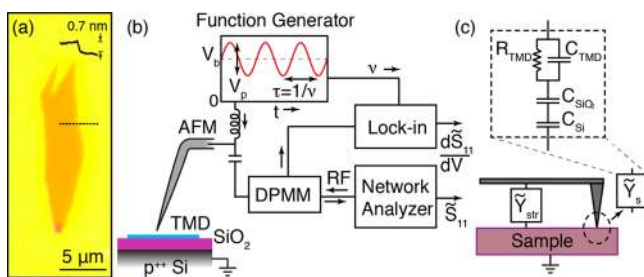 (a)
0.7 nm
5 μm
(b)
Function Generator
V_b
V_p
τ=1/ν
0
t
ν
AFM
Lock-in
dS̃₁₁
dV
DPMM
RF
Network
Analyzer
S̃₁₁
TMD
SiO₂
p⁺⁺ Si
(c)
R_TMD
C_TMD
C_SiO₂
C_Si
Ỹ_str
Ỹ_s
Sample